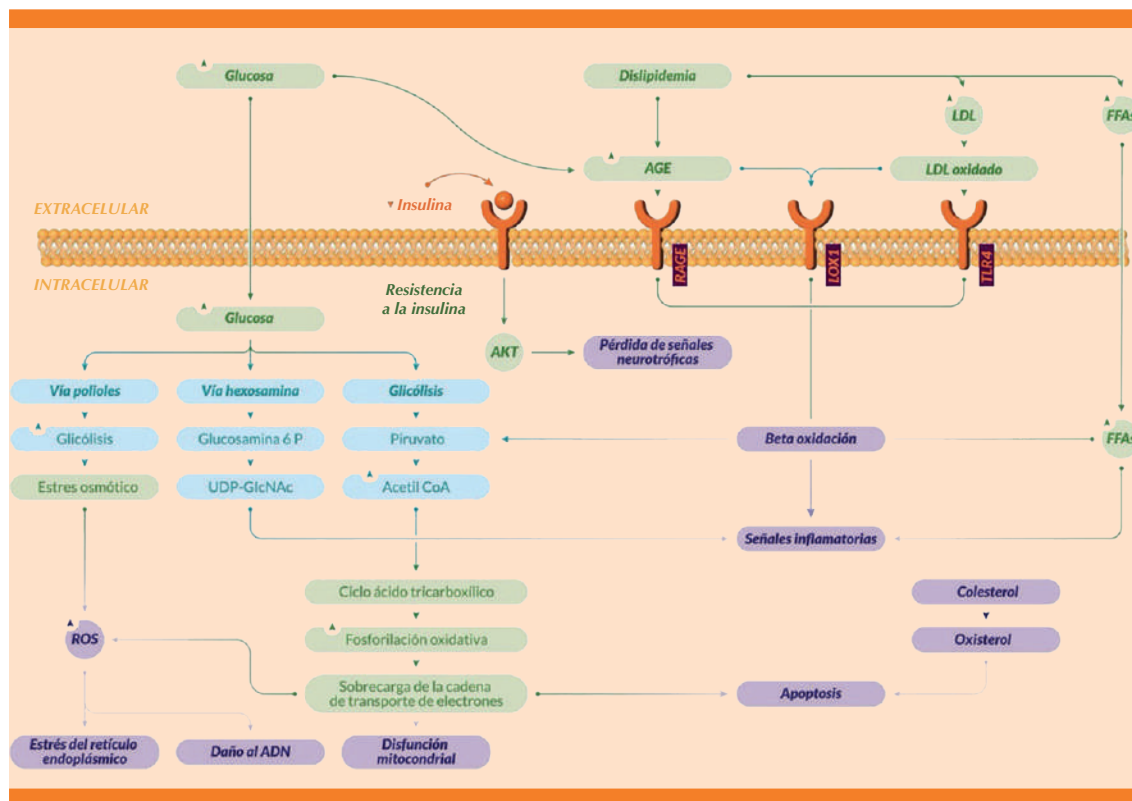 Glucosa
Dislipidemia
LDL
FFAs
AGE
LDL oxidado
EXTRACELULAR
Insulina
RAGE
LOX1
TLR4
INTRACELULAR
Resistencia
a la insulina
Glucosa
AKT
Pérdida de señales
neurotróficas
Vía polioles
Vía hexosamina
Glicólisis
Glicólisis
Glucosamina 6 P
Piruvato
Beta oxidación
FFAs
Estres osmótico
UDP-GlcNAc
Acetil CoA
Señales inflamatorias
Ciclo ácido tricarboxílico
Colesterol
ROS
Fosforilación oxidativa
Oxisterol
Sobrecarga de la cadena
de transporte de electrones
Apoptosis
Estrés del retículo
endoplásmico
Daño al ADN
Disfunción
mitocondrial